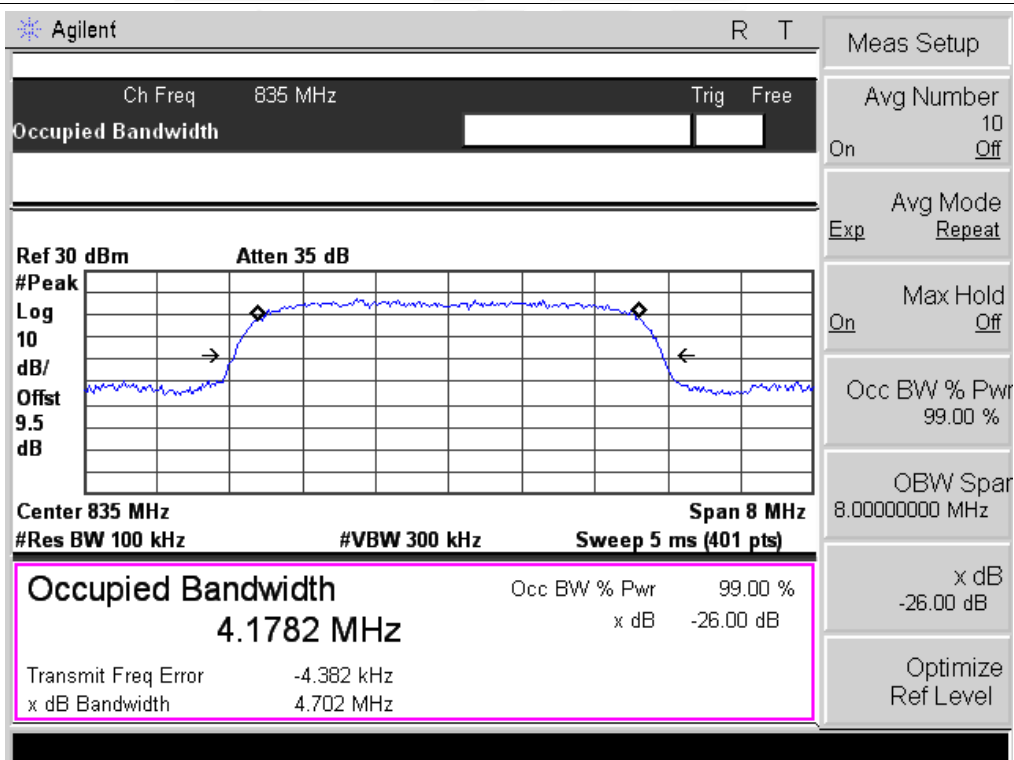 Agilent R T
Ch Freq 835 MHz Trig Free
Occupied Bandwidth
Ref 30 dBm Atten 35 dB
#Peak
Log
10
dB/
Offst
9.5
dB
Center 835 MHz Span 8 MHz
#Res BW 100 kHz #VBW 300 kHz Sweep 5 ms (401 pts)
Occupied Bandwidth
4.1782 MHz
Occ BW % Pwr 99.00 %
x dB -26.00 dB
Transmit Freq Error -4.382 kHz
x dB Bandwidth 4.702 MHz
Meas Setup
Avg Number
10
On Off
Avg Mode
Exp Repeat
Max Hold
On Off
Occ BW % Pwr
99.00 %
OBW Span
8.00000000 MHz
x dB
-26.00 dB
Optimize
Ref Level